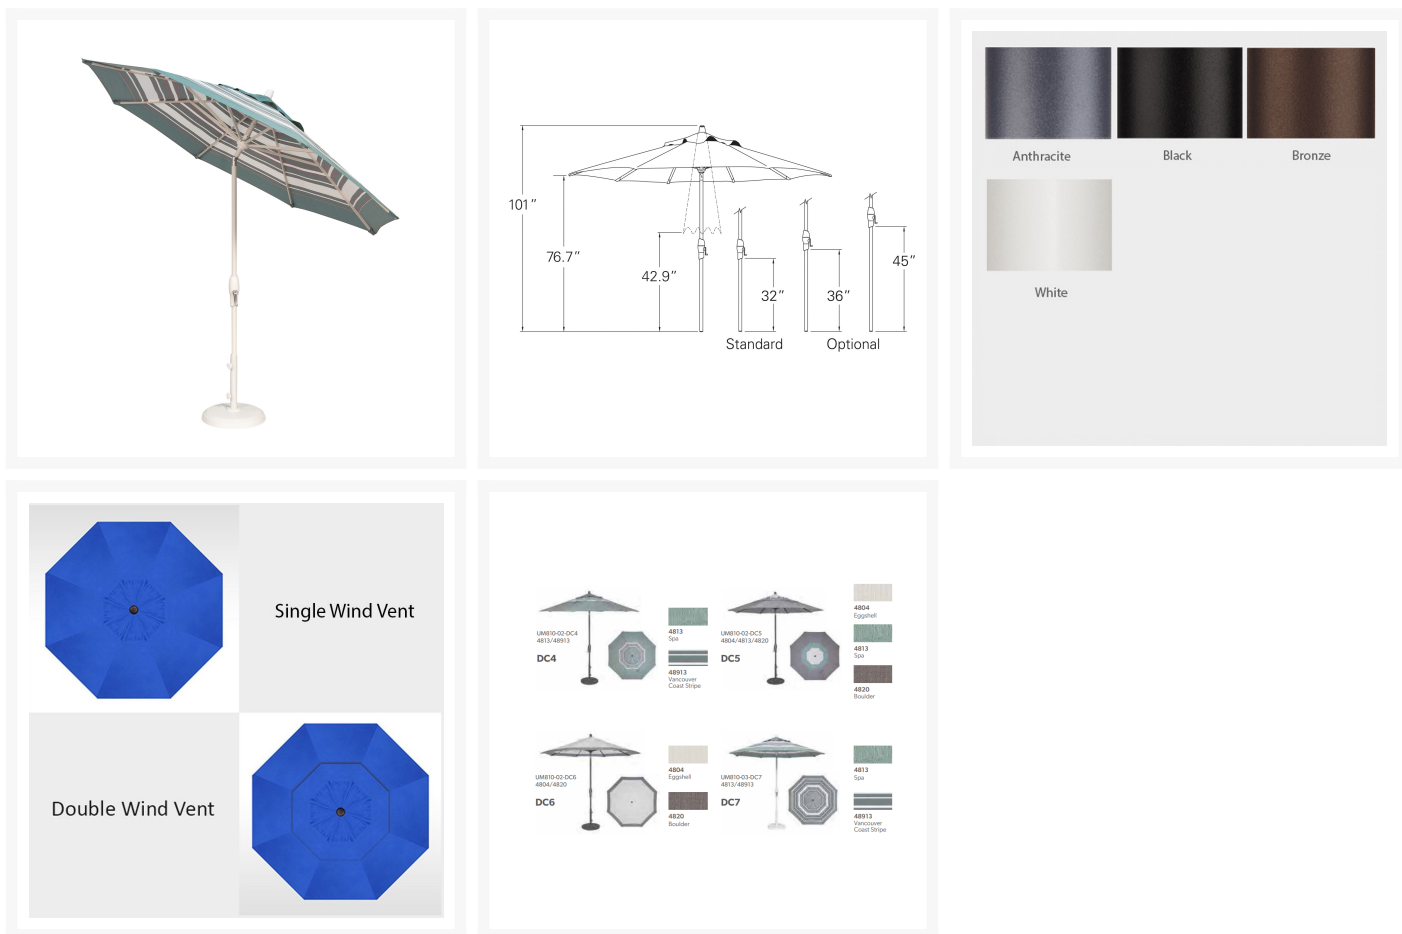 101"
76.7"
42.9"
32"
36"
45"
Standard
Optional
Anthracite
Black
Bronze
White
Single Wind Vent
Double Wind Vent
UM810-02-DC4
4813/48913
DC4
4813
Spa
48913
Vancouver
Coast Stripe
UM810-02-DC5
4804/4813/4820
DC5
4804
Eggshell
4813
Spa
4820
Boulder
UM810-02-DC6
4804/4820
DC6
4804
Eggshell
4820
Boulder
UM810-03-DC7
4813/48913
DC7
4813
Spa
48913
Vancouver
Coast Stripe